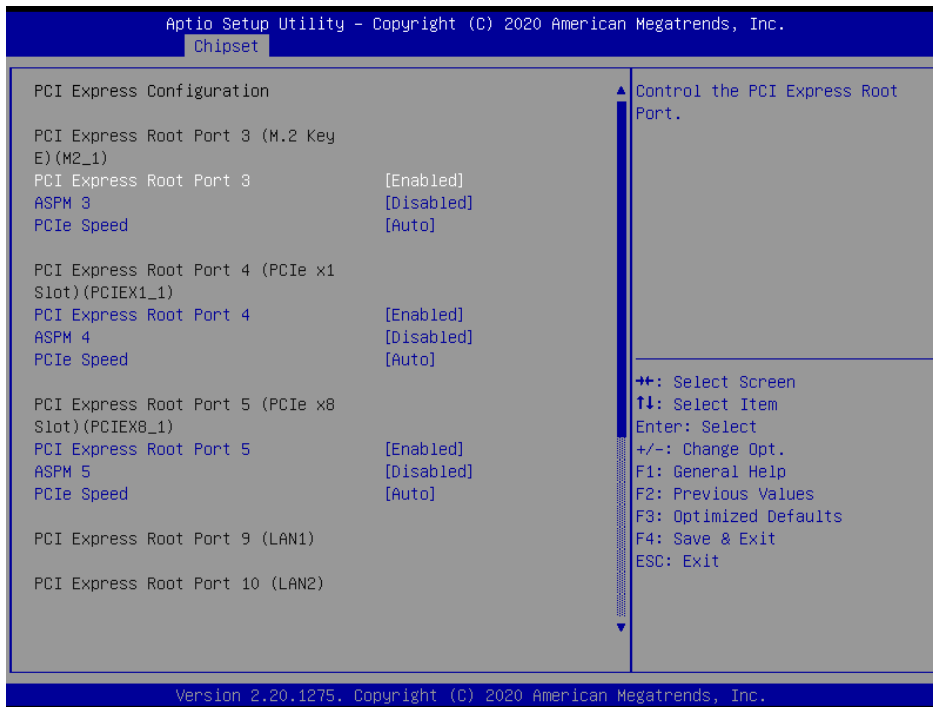 Aptio Setup Utility – Copyright (C) 2020 American Megatrends, Inc.
Chipset
PCI Express Configuration
PCI Express Root Port 3 (M.2 Key
E)(M2_1)
PCI Express Root Port 3 [Enabled]
ASPM 3 [Disabled]
PCIe Speed [Auto]
PCI Express Root Port 4 (PCIe x1
Slot)(PCIEX1_1)
PCI Express Root Port 4 [Enabled]
ASPM 4 [Disabled]
PCIe Speed [Auto]
PCI Express Root Port 5 (PCIe x8
Slot)(PCIEX8_1)
PCI Express Root Port 5 [Enabled]
ASPM 5 [Disabled]
PCIe Speed [Auto]
PCI Express Root Port 9 (LAN1)
PCI Express Root Port 10 (LAN2)
Control the PCI Express Root
Port.
→←: Select Screen
↑↓: Select Item
Enter: Select
+/-: Change Opt.
F1: General Help
F2: Previous Values
F3: Optimized Defaults
F4: Save & Exit
ESC: Exit
Version 2.20.1275. Copyright (C) 2020 American Megatrends, Inc.